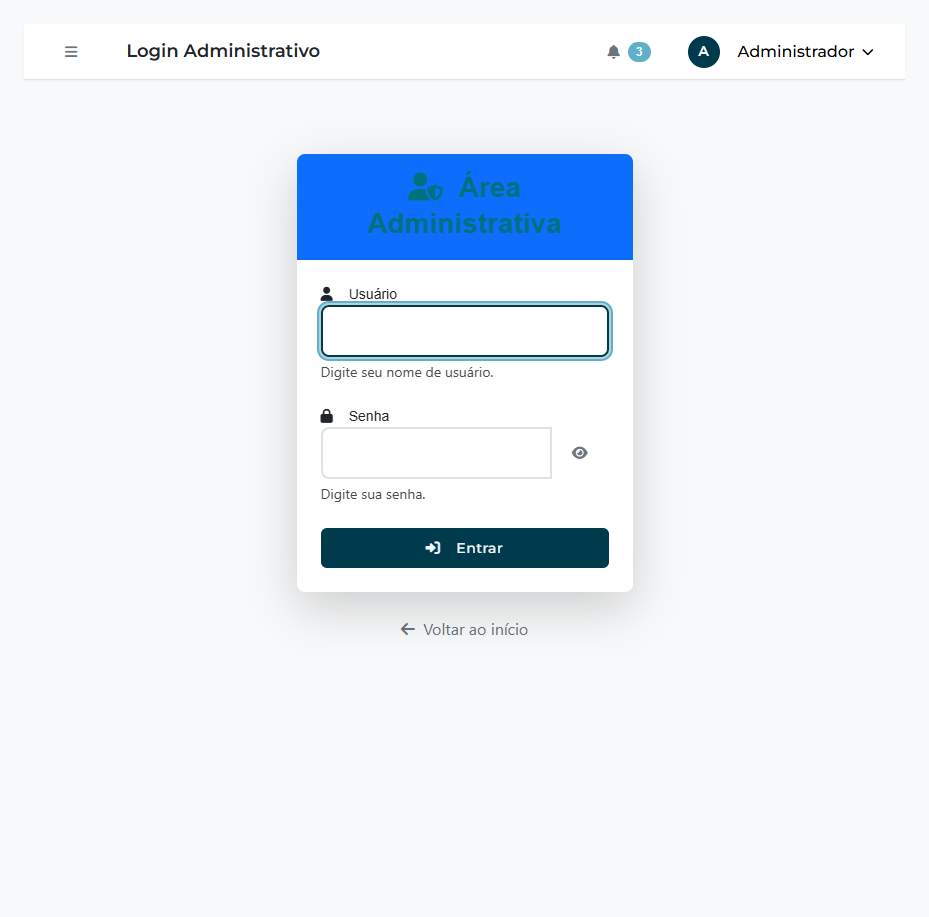 Login Administrativo
3
A
Administrador
Área
Administrativa
Usuário
Digite seu nome de usuário.
Senha
Digite sua senha.
Entrar
Voltar ao início